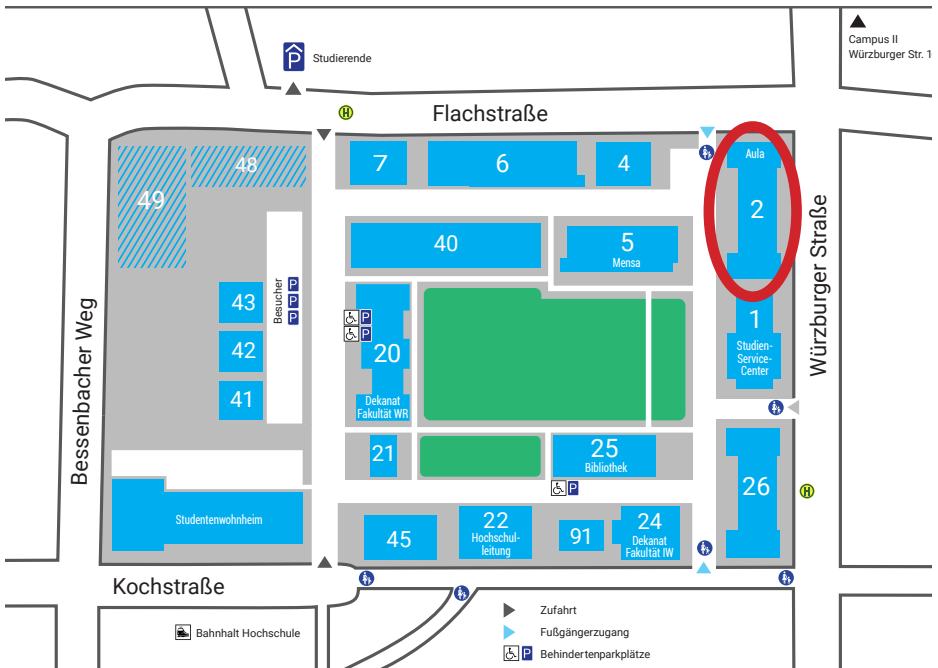 Campus II
Würzburger Str. 1
P
Studierende
H
Flachstraße
7
6
4
Aula
2
48
49
40
5
Mensa
Würzburger Straße
Bessenbacher Weg
Besucher
P
P
P
43
42
41
P
P
20
Dekanat
Fakultät WR
1
Studien-
Service-
Center
21
25
Bibliothek
P
26
H
Studentenwohnheim
45
22
Hochschul-
leitung
91
24
Dekanat
Fakultät IW
Kochstraße
Bahnhalt Hochschule
Zufahrt
Fußgängerzugang
P Behindertenparkplätze